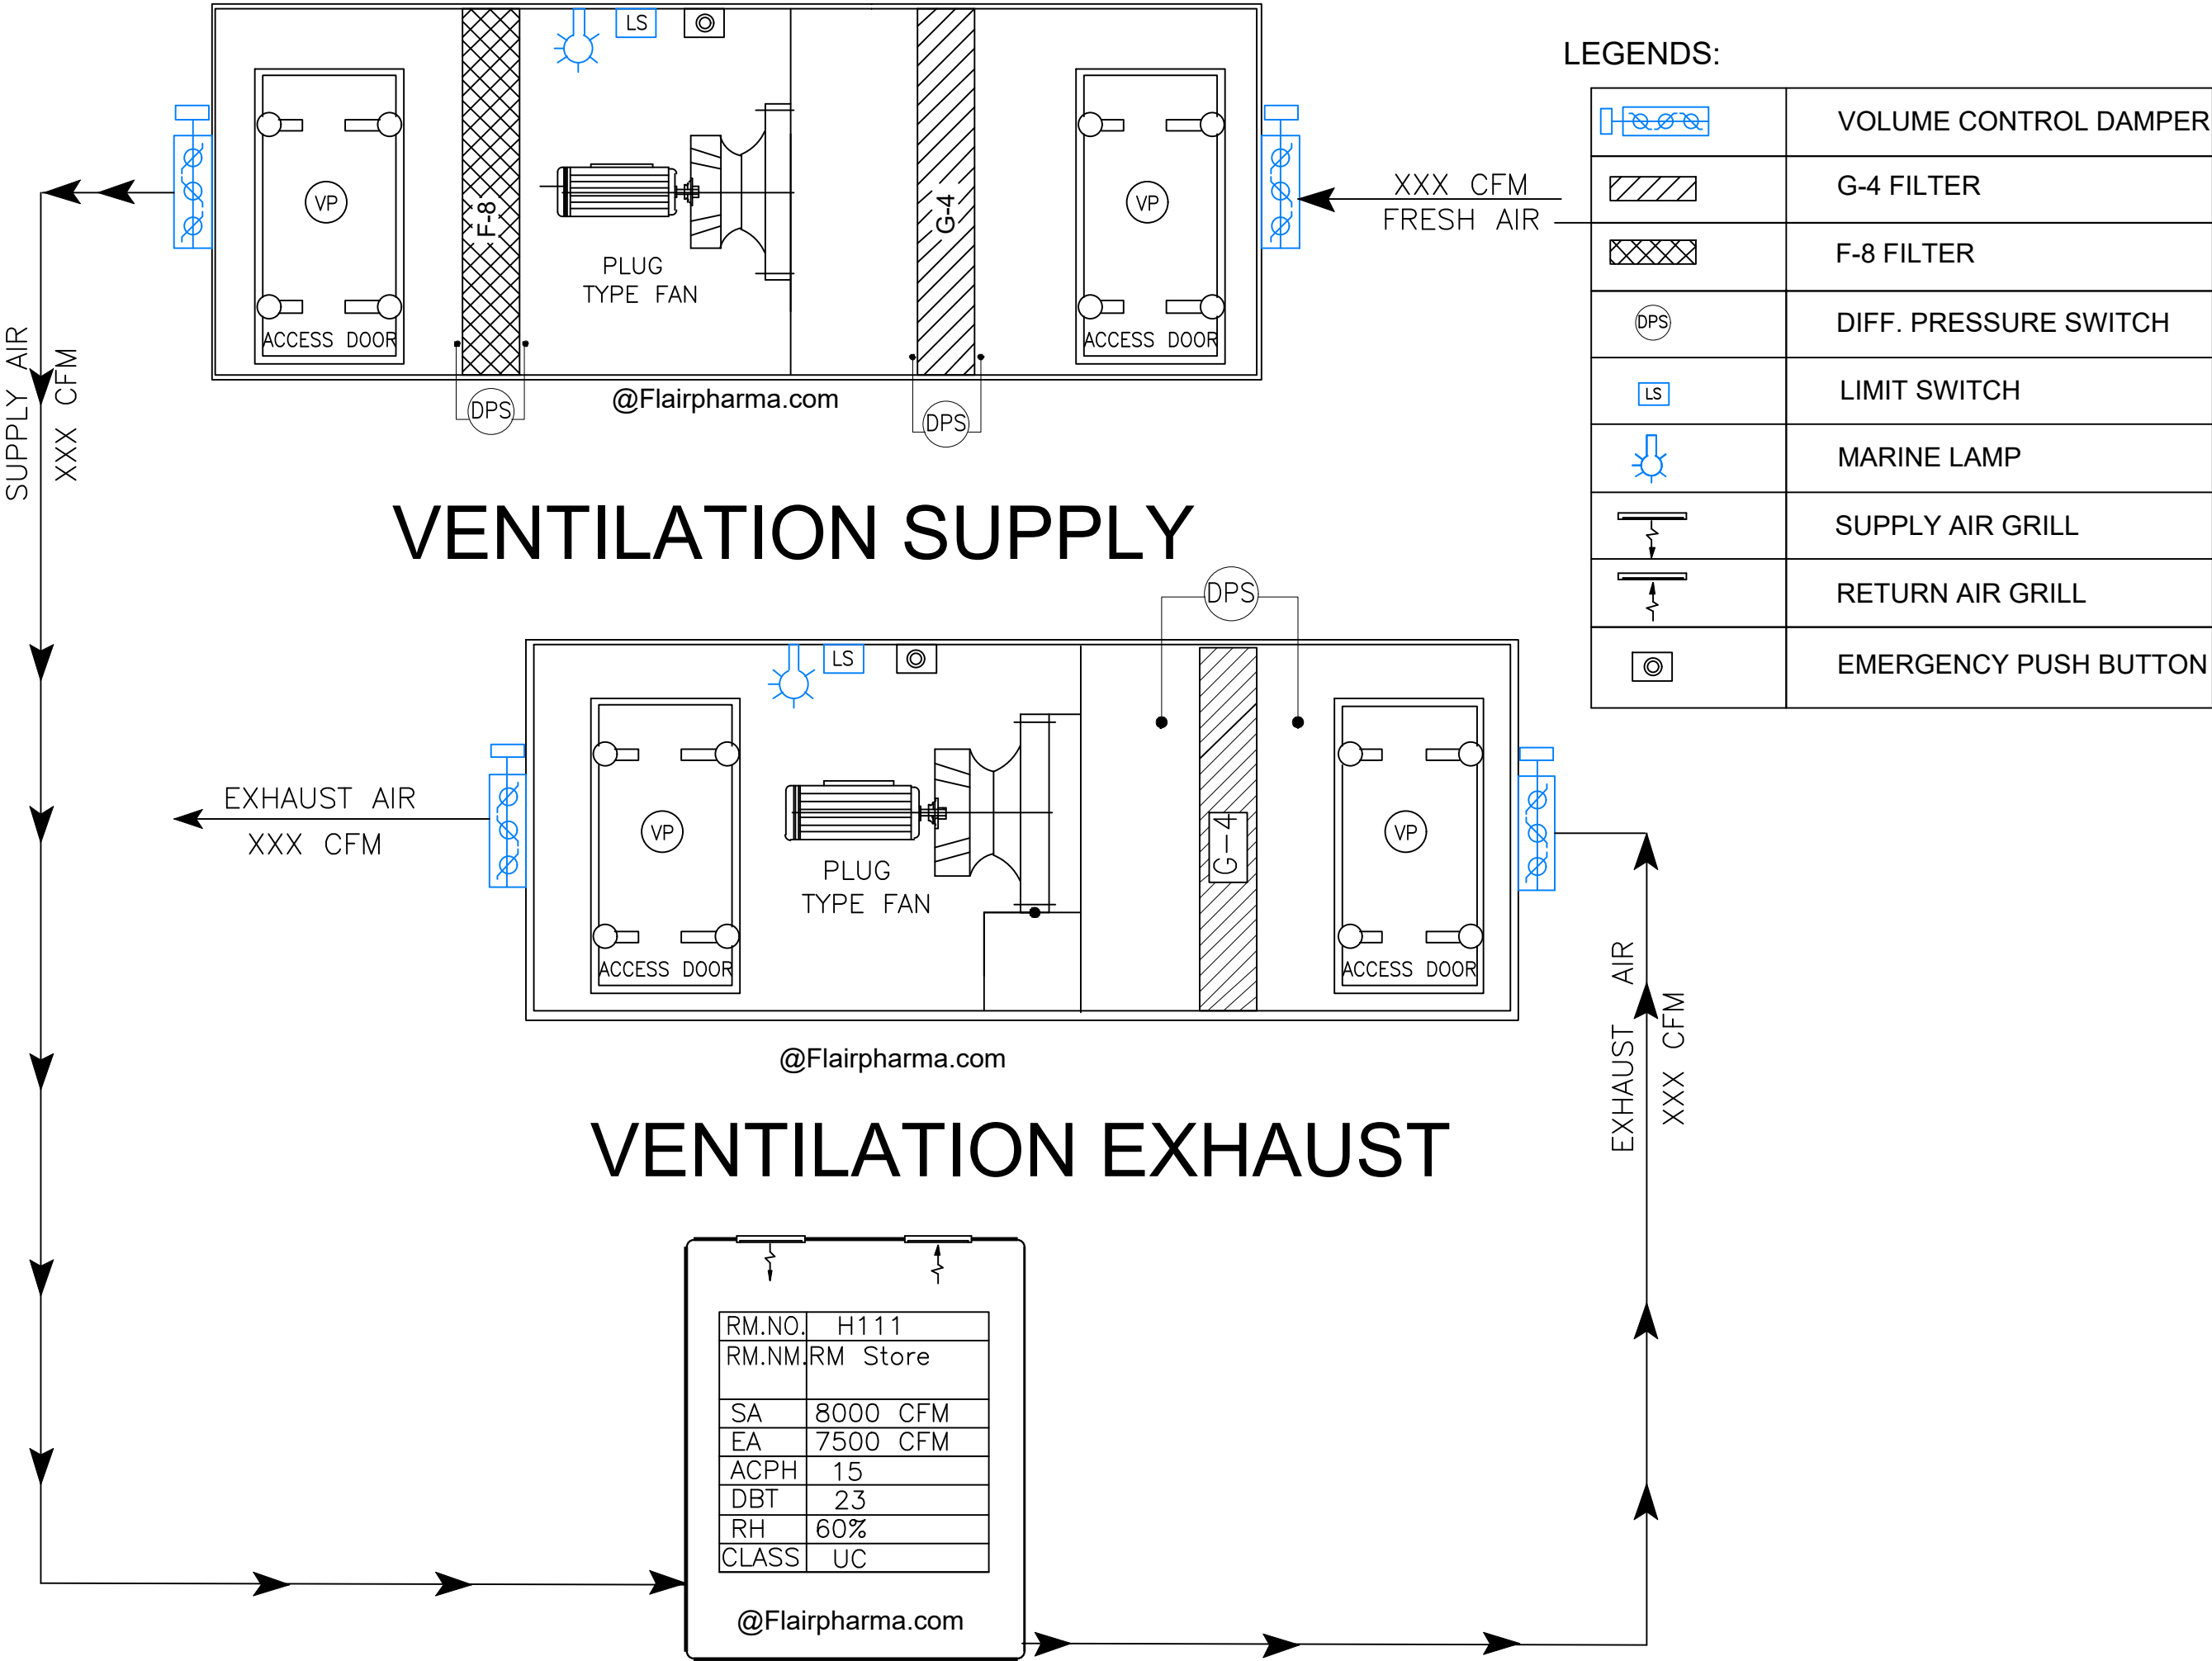 LS
VP
F-8
PLUG
TYPE FAN
G-4
VP
ACCESS DOOR
ACCESS DOOR
DPS
DPS
@Flairpharma.com
XXX CFM
FRESH AIR
SUPPLY AIR
XXX CFM
VENTILATION SUPPLY
LEGENDS:
VOLUME CONTROL DAMPER
G-4 FILTER
F-8 FILTER
DPS DIFF. PRESSURE SWITCH
LS LIMIT SWITCH
MARINE LAMP
SUPPLY AIR GRILL
RETURN AIR GRILL
EMERGENCY PUSH BUTTON
DPS
LS
EXHAUST AIR
XXX CFM
VP
PLUG
TYPE FAN
G-4
VP
ACCESS DOOR
ACCESS DOOR
@Flairpharma.com
EXHAUST AIR
XXX CFM
VENTILATION EXHAUST
RM.NO. H111
RM.NM. RM Store
SA 8000 CFM
EA 7500 CFM
ACPH 15
DBT 23
RH 60%
CLASS UC
@Flairpharma.com